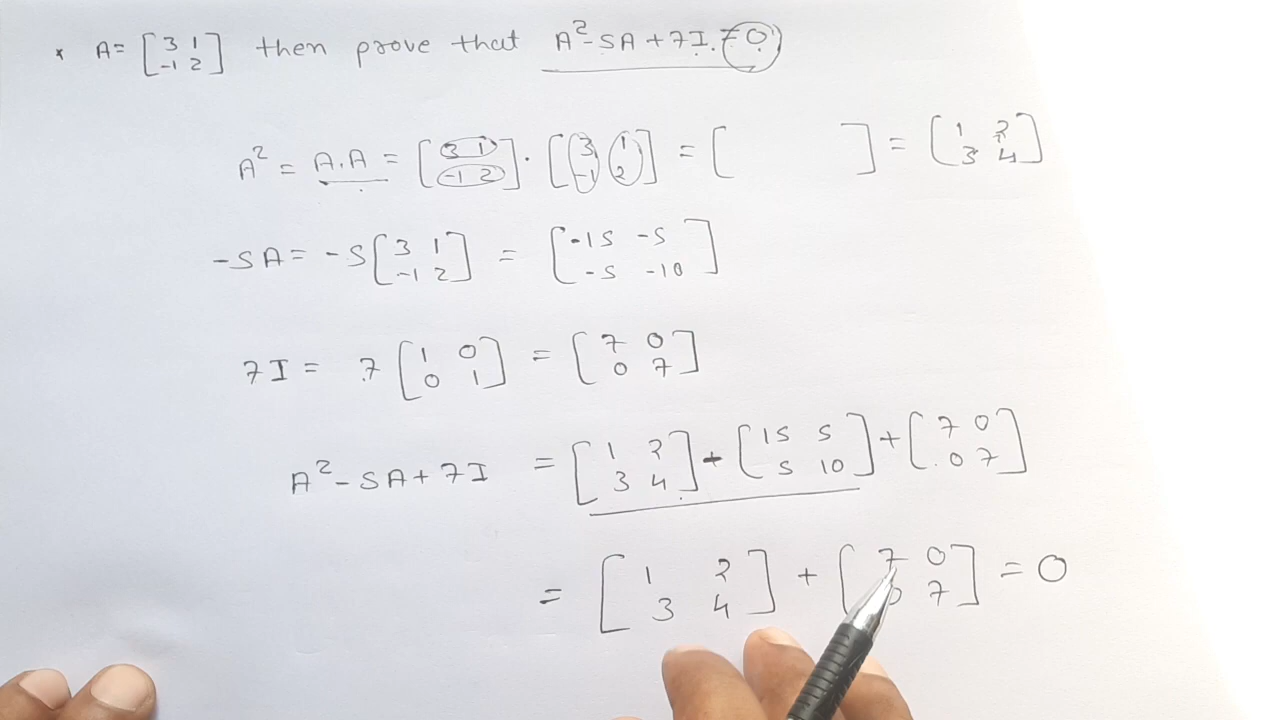 * A = [3 1 -1 2] then prove that A²-5A+7I. = 0
A² = A.A = [3 1 -1 2] . [3 1 -1 2] = [ ] = [1 2 3 4]
-5A = -5 [3 1 -1 2] = [-15 -5 -5 -10]
7I = 7 [1 0 0 1] = [7 0 0 7]
A²-5A+7I = [1 2 3 4] + [15 5 5 10] + [7 0 0 7]
= [1 2 3 4] + [7 0 0 7] = 0